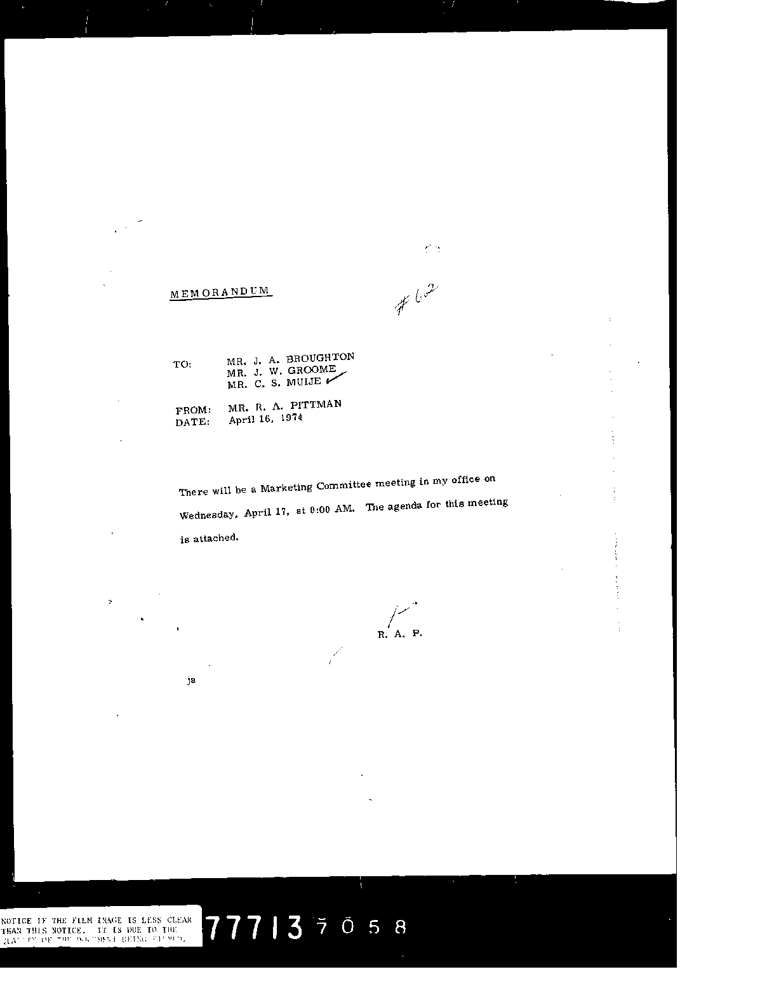 MEMORANDUM
#62
TO: MR. J. A. BROUGHTON
MR. J. W. GROOME
MR. C. S. MUIJE ✓
FROM: MR. R. A. PITTMAN
DATE: April 16, 1974
There will be a Marketing Committee meeting in my office on
Wednesday, April 17, at 9:00 AM. The agenda for this meeting
is attached.
R. A. P.
ja
NOTICE IF THE FILM IMAGE IS LESS CLEAR
THAN THIS NOTICE. IT IS DUE TO THE
QUALITY OF THE DOCUMENT BEING FILMED.
77713 7058